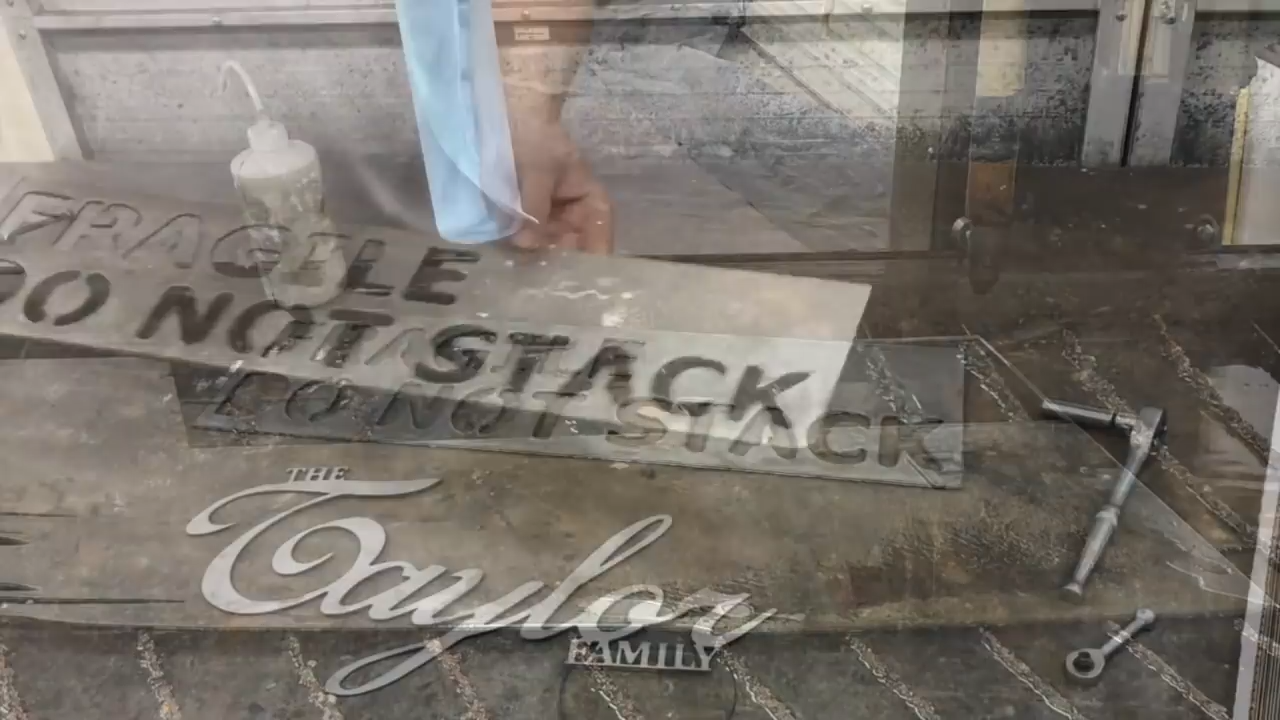 FRAGILE
DO NOT STACK
DO NOT STACK
THE
Taylor
FAMILY